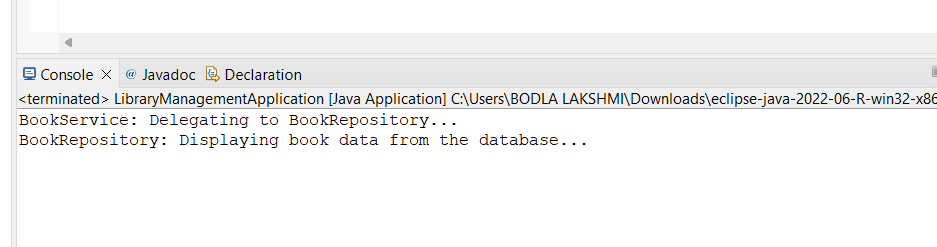 Console Javadoc Declaration
<terminated> LibraryManagementApplication [Java Application] C:\Users\BODLA LAKSHMI\Downloads\eclipse-java-2022-06-R-win32-x86
BookService: Delegating to BookRepository...
BookRepository: Displaying book data from the database...